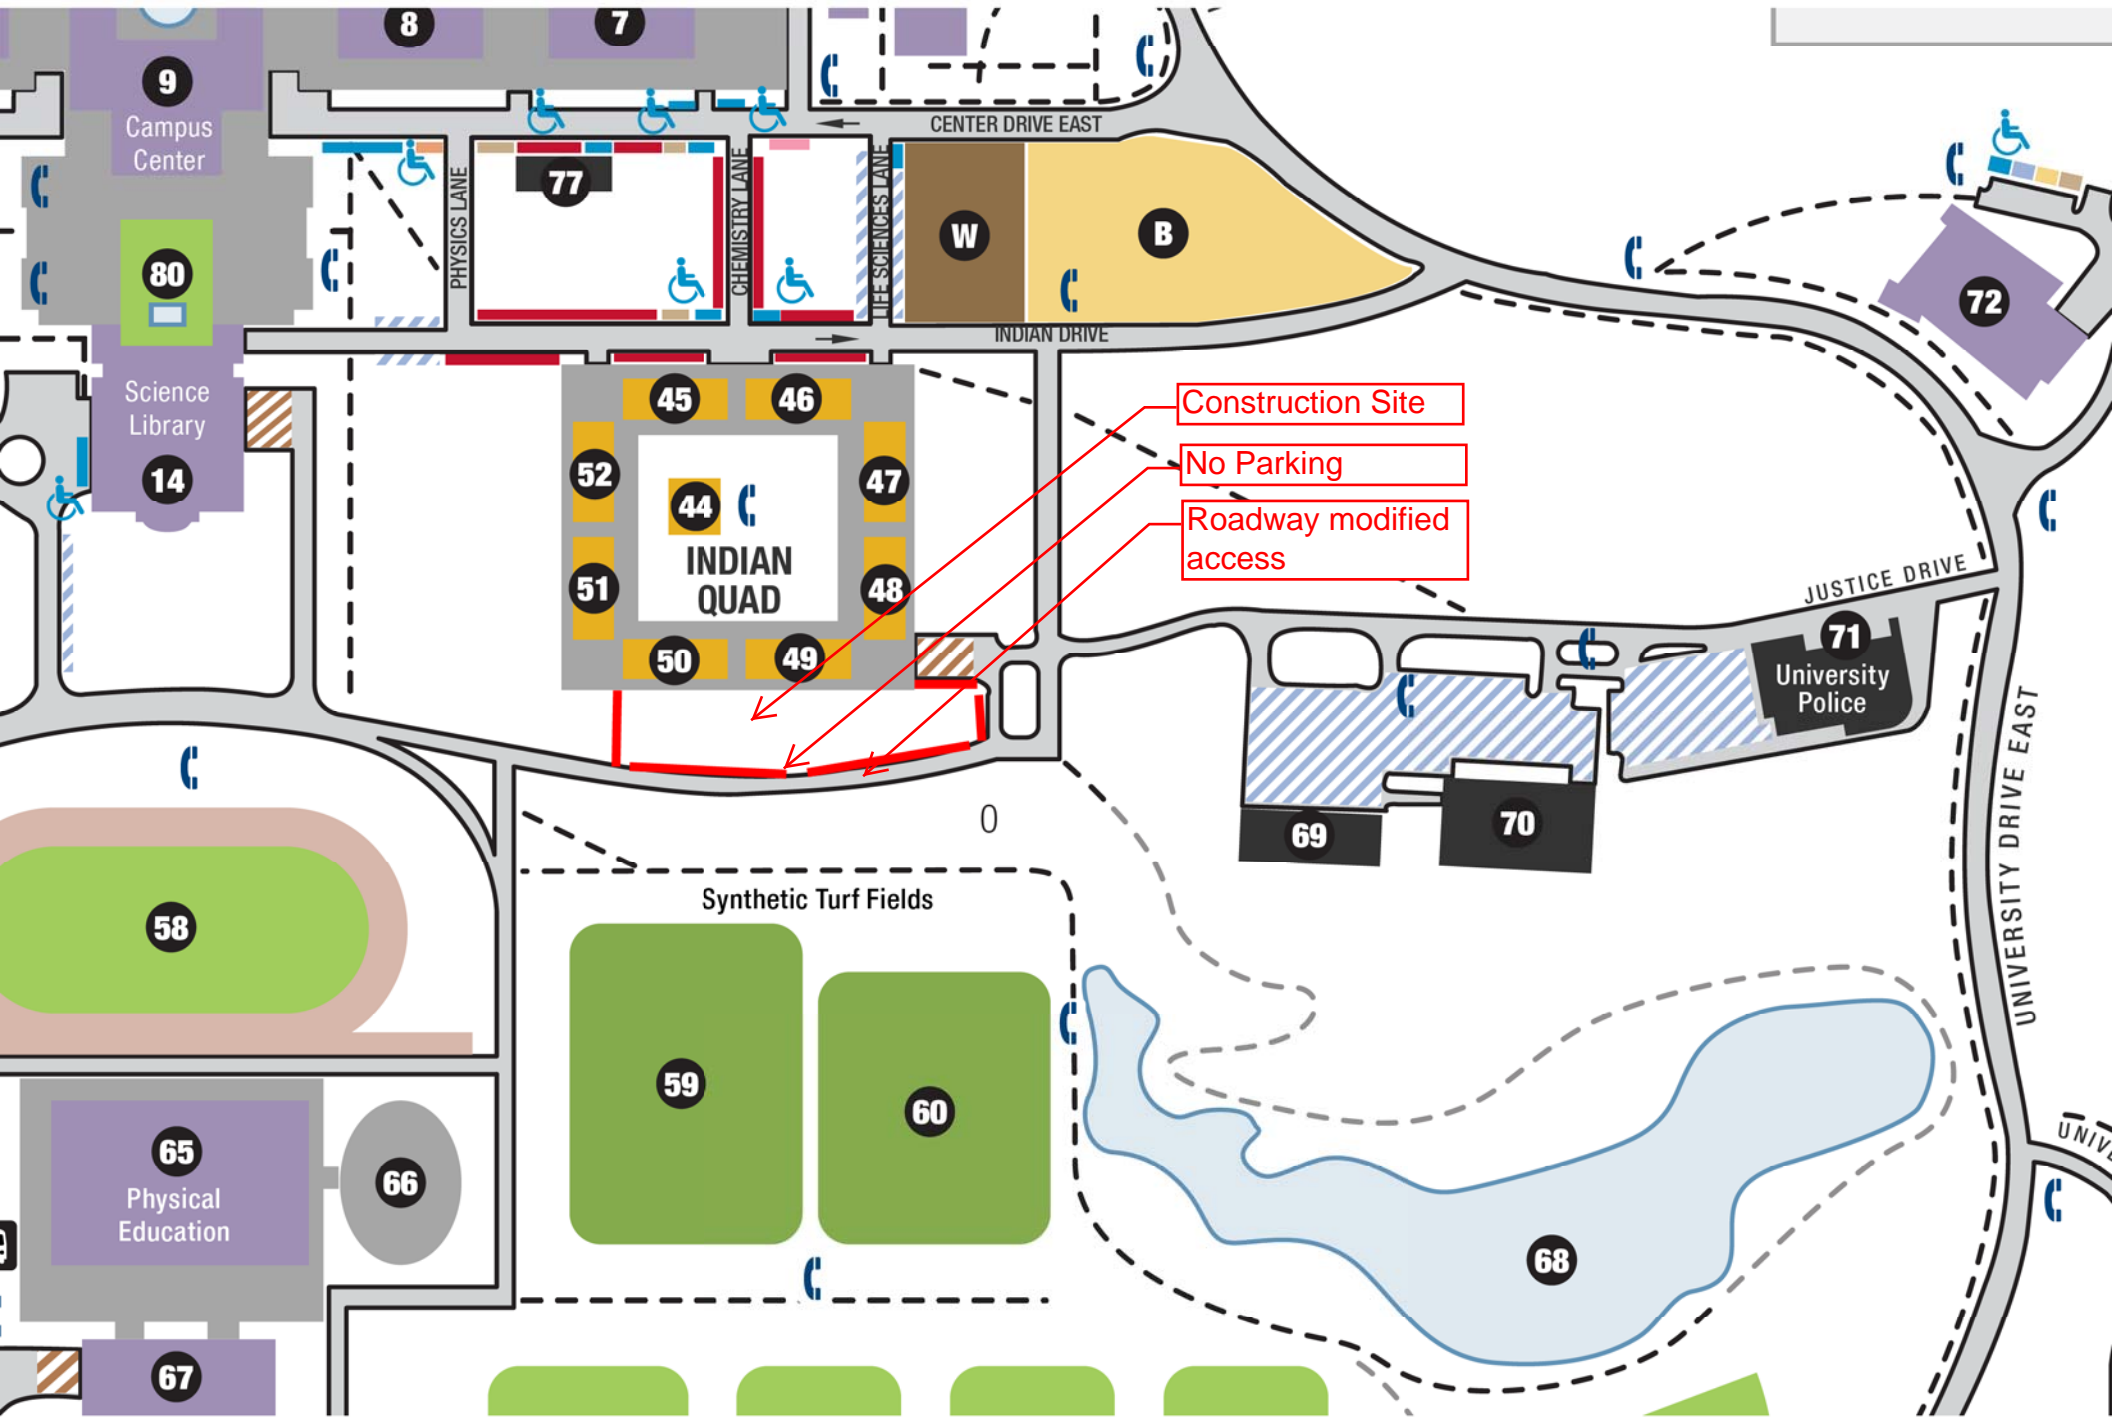 8
7
9
Campus
Center
CENTER DRIVE EAST
77
PHYSICS LANE
CHEMISTRY LANE
LIFE SCIENCES LANE
W
B
80
72
INDIAN DRIVE
Science
Library
14
45
46
52
47
44
INDIAN
QUAD
51
48
50
49
Construction Site
No Parking
Roadway modified
access
JUSTICE DRIVE
71
University
Police
UNIVERSITY DRIVE EAST
69
70
0
Synthetic Turf Fields
58
59
60
65
Physical
Education
66
67
68